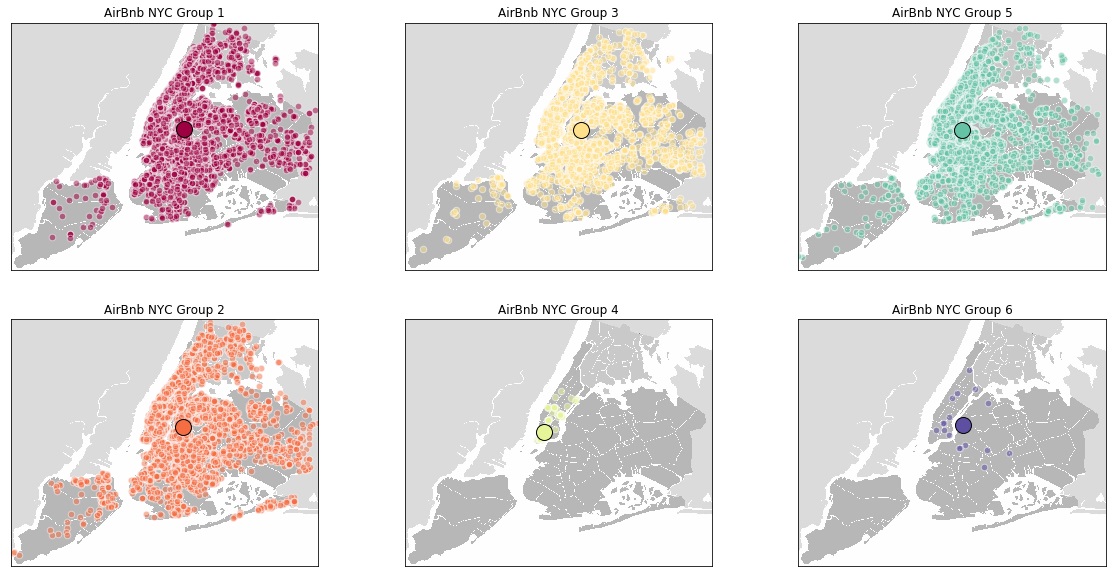 AirBnb NYC Group 1
AirBnb NYC Group 3
AirBnb NYC Group 5
AirBnb NYC Group 2
AirBnb NYC Group 4
AirBnb NYC Group 6